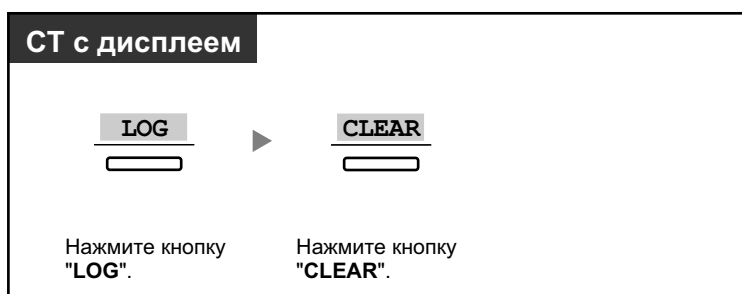 СТ с дисплеем
LOG
CLEAR
Нажмите кнопку
"LOG".
Нажмите кнопку
"CLEAR".